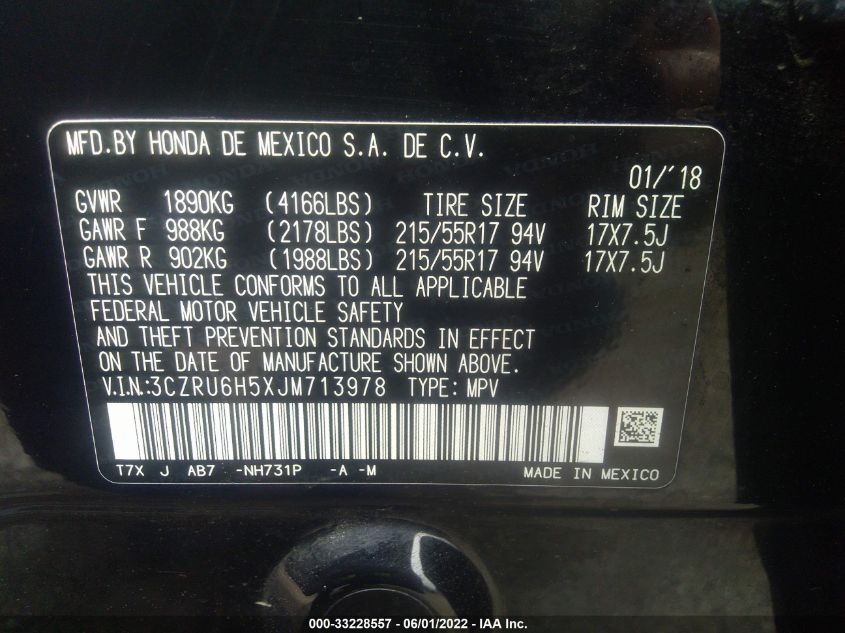 MFD.BY HONDA DE MEXICO S.A. DE C.V.
01/'18
GVWR 1890KG (4166LBS) TIRE SIZE RIM SIZE
GAWR F 988KG (2178LBS) 215/55R17 94V 17X7.5J
GAWR R 902KG (1988LBS) 215/55R17 94V 17X7.5J
THIS VEHICLE CONFORMS TO ALL APPLICABLE
FEDERAL MOTOR VEHICLE SAFETY
AND THEFT PREVENTION STANDARDS IN EFFECT
ON THE DATE OF MANUFACTURE SHOWN ABOVE.
V.I.N.:3CZRU6H5XJM713978 TYPE: MPV
T7X J AB7 -NH731P -A -M MADE IN MEXICO
000-33228557 - 06/01/2022 - IAA Inc.